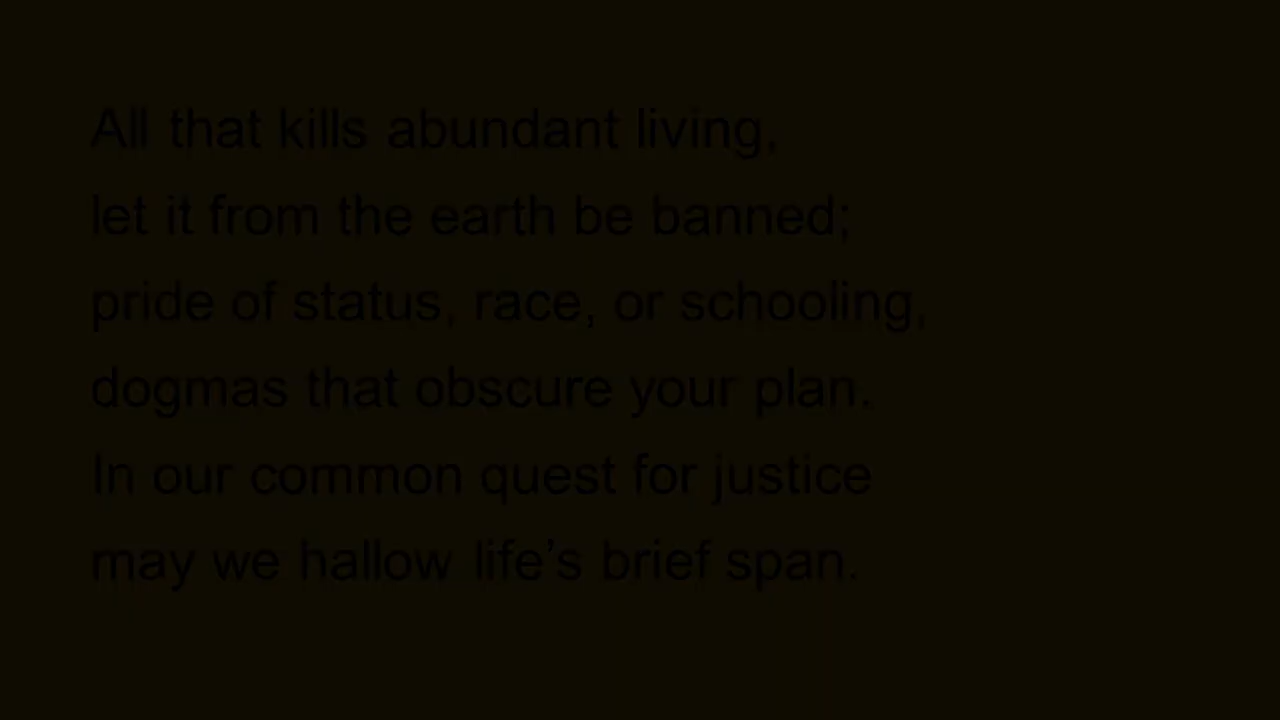 All that kills abundant living,
let it from the earth be banned;
pride of status, race, or schooling,
dogmas that obscure your plan.
In our common quest for justice
may we hallow life’s brief span.